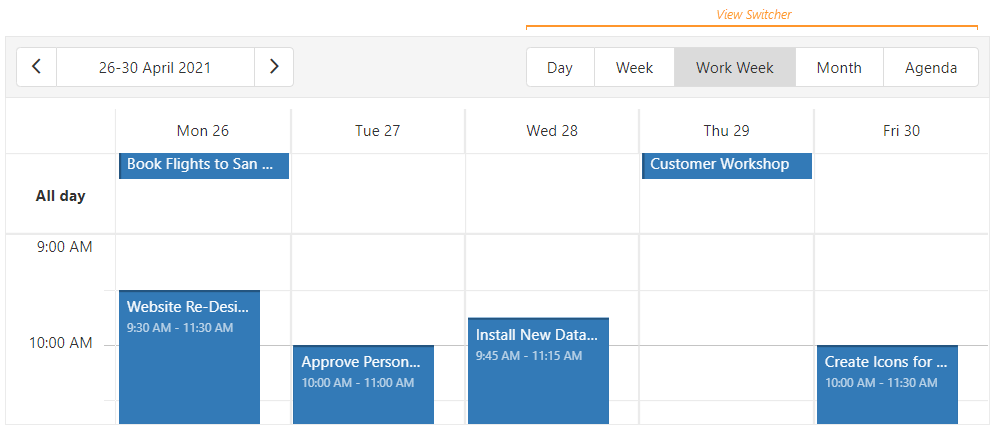 View Switcher
26-30 April 2021
Day Week Work Week Month Agenda
Mon 26 Tue 27 Wed 28 Thu 29 Fri 30
Book Flights to San ... Customer Workshop
All day
9:00 AM
Website Re-Desi...
9:30 AM - 11:30 AM
Install New Data...
10:00 AM
9:45 AM - 11:15 AM
Approve Person... Create Icons for ...
10:00 AM - 11:00 AM 10:00 AM - 11:30 AM